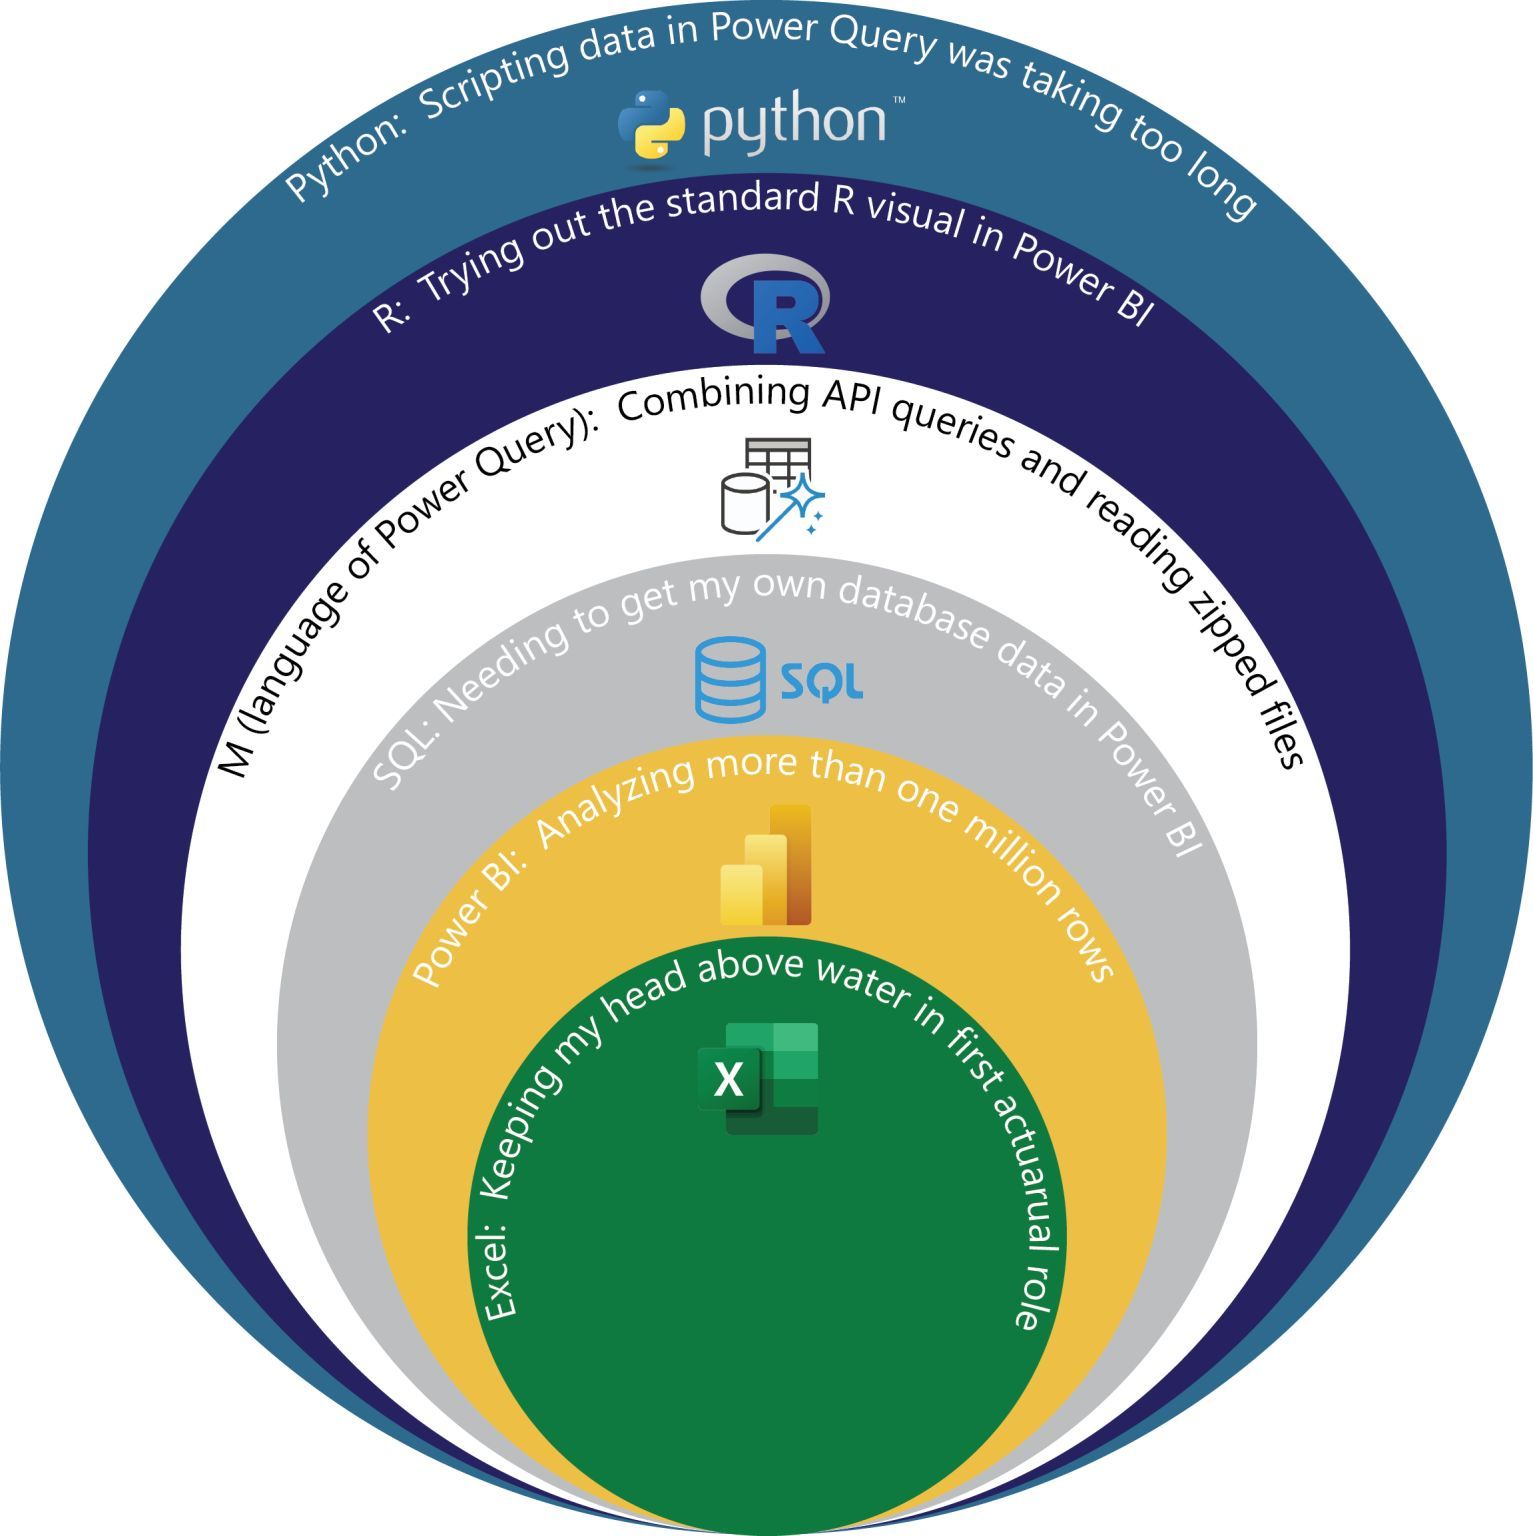 Python: Scripting data in Power Query was taking too long
python™
R: Trying out the standard R visual in Power BI
R
M (language of Power Query): Combining API queries and reading zipped files
SQL: Needing to get my own database data in Power BI
SQL
Power BI: Analyzing more than one million rows
Excel: Keeping my head above water in first actuarual role
X